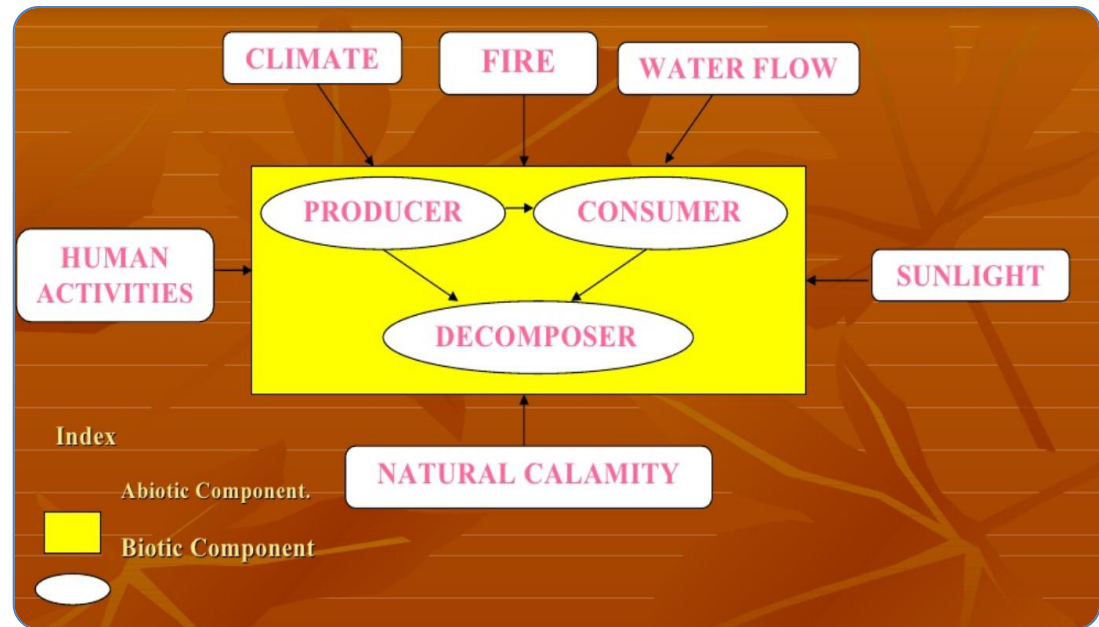 CLIMATE
FIRE
WATER FLOW
PRODUCER
CONSUMER
HUMAN
ACTIVITIES
SUNLIGHT
DECOMPOSER
NATURAL CALAMITY
Index
Abiotic Component.
Biotic Component